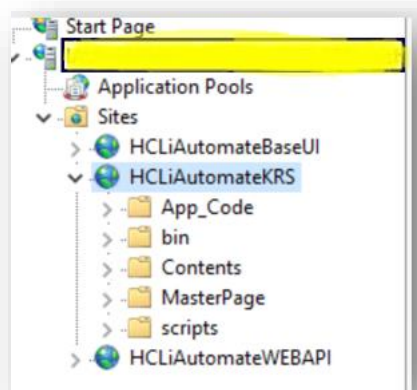 Start Page
Application Pools
Sites
HCLiAutomateBaseUI
HCLiAutomateKRS
App_Code
bin
Contents
MasterPage
scripts
HCLiAutomateWEBAPI